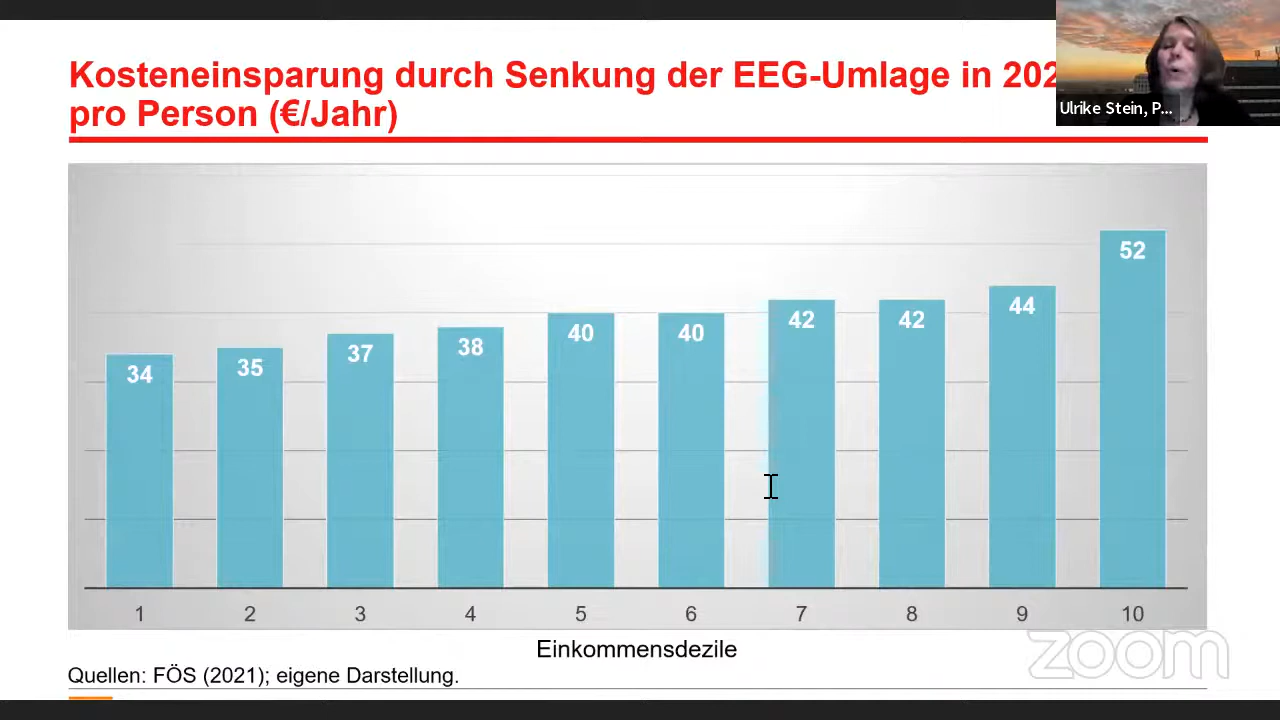 Kosteneinsparung durch Senkung der EEG-Umlage in 202
pro Person (€/Jahr)
Ulrike Stein, P...
34 35 37 38 40 40 42 42 44 52
1 2 3 4 5 6 7 8 9 10
Einkommensdezile
zoom
Quellen: FÖS (2021); eigene Darstellung.